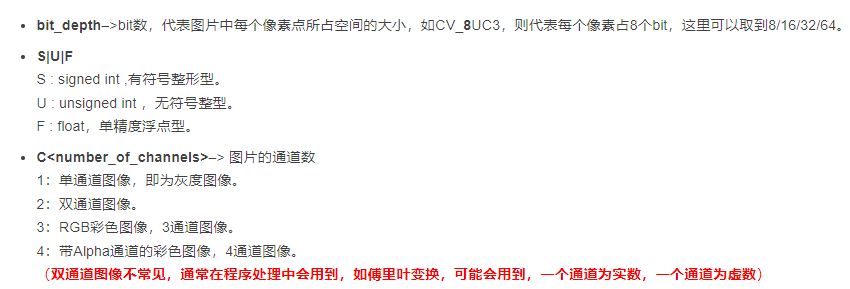 bit_depth–>bit数，代表图片中每个像素点所占空间的大小，如CV_8UC3，则代表每个像素占8个bit，这里可以取到8/16/32/64。
S|U|F
S : signed int ,有符号整形型。
U : unsigned int ，无符号整型。
F : float，单精度浮点型。
C<number_of_channels>–> 图片的通道数
1：单通道图像，即为灰度图像。
2：双通道图像。
3：RGB彩色图像，3通道图像。
4：带Alpha通道的彩色图像，4通道图像。
（双通道图像不常见，通常在程序处理中会用到，如傅里叶变换，可能会用到，一个通道为实数，一个通道为虚数）